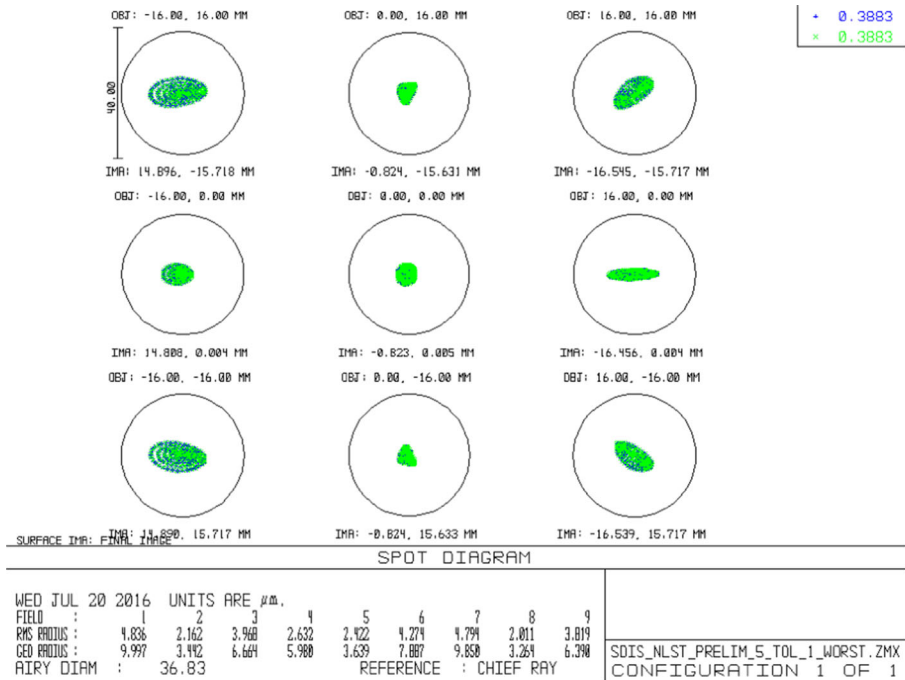 OBJ: -16.00, 16.00 MM
OBJ: 0.00, 16.00 MM
OBJ: 16.00, 16.00 MM
+ 0.3883
× 0.3883
40.00
IMA: 14.896, -15.718 MM
IMA: -0.824, -15.631 MM
IMA: -16.545, -15.717 MM
OBJ: -16.00, 0.00 MM
OBJ: 0.00, 0.00 MM
OBJ: 16.00, 0.00 MM
IMA: 14.808, 0.004 MM
IMA: -0.823, 0.005 MM
IMA: -16.456, 0.004 MM
OBJ: -16.00, -16.00 MM
OBJ: 0.00, -16.00 MM
OBJ: 16.00, -16.00 MM
IMA: 14.890, 15.717 MM
IMA: -0.824, 15.633 MM
IMA: -16.539, 15.717 MM
SURFACE IMA: FINAL IMAGE
SPOT DIAGRAM
WED JUL 20 2016 UNITS ARE µm.
FIELD : 1 2 3 4 5 6 7 8 9
RMS RADIUS : 4.836 2.162 3.968 2.632 2.422 4.274 4.794 2.011 3.819
GEO RADIUS : 9.997 3.442 6.664 5.980 3.639 7.887 9.850 3.264 6.398
AIRY DIAM : 36.83 REFERENCE : CHIEF RAY
SDIS_NLST_PRELIM_5_TOL_1_WORST.ZMX
CONFIGURATION 1 OF 1